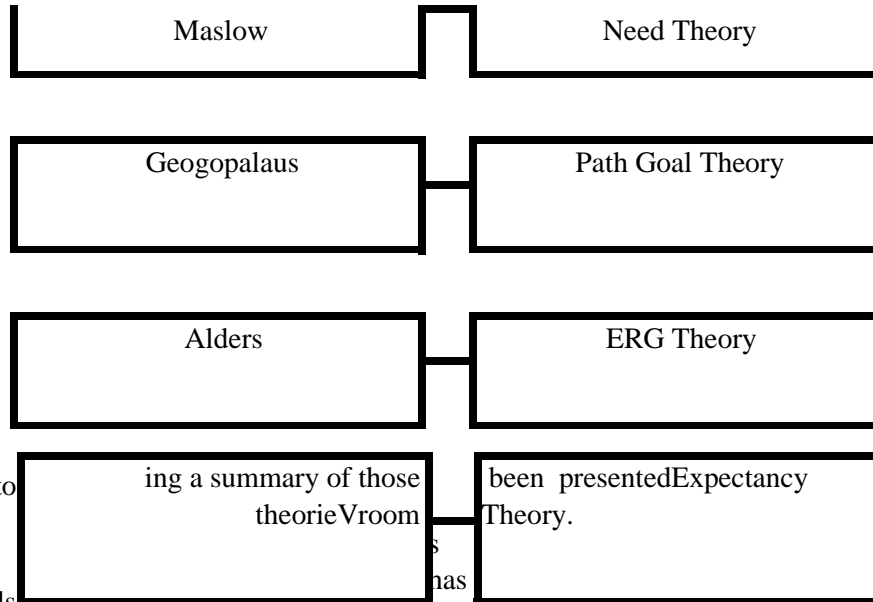 Maslow Need Theory
Geogopalaus Path Goal Theory
Alders ERG Theory
to ing a summary of those been presentedExpectancy
theorieVroom Theory.
s
has